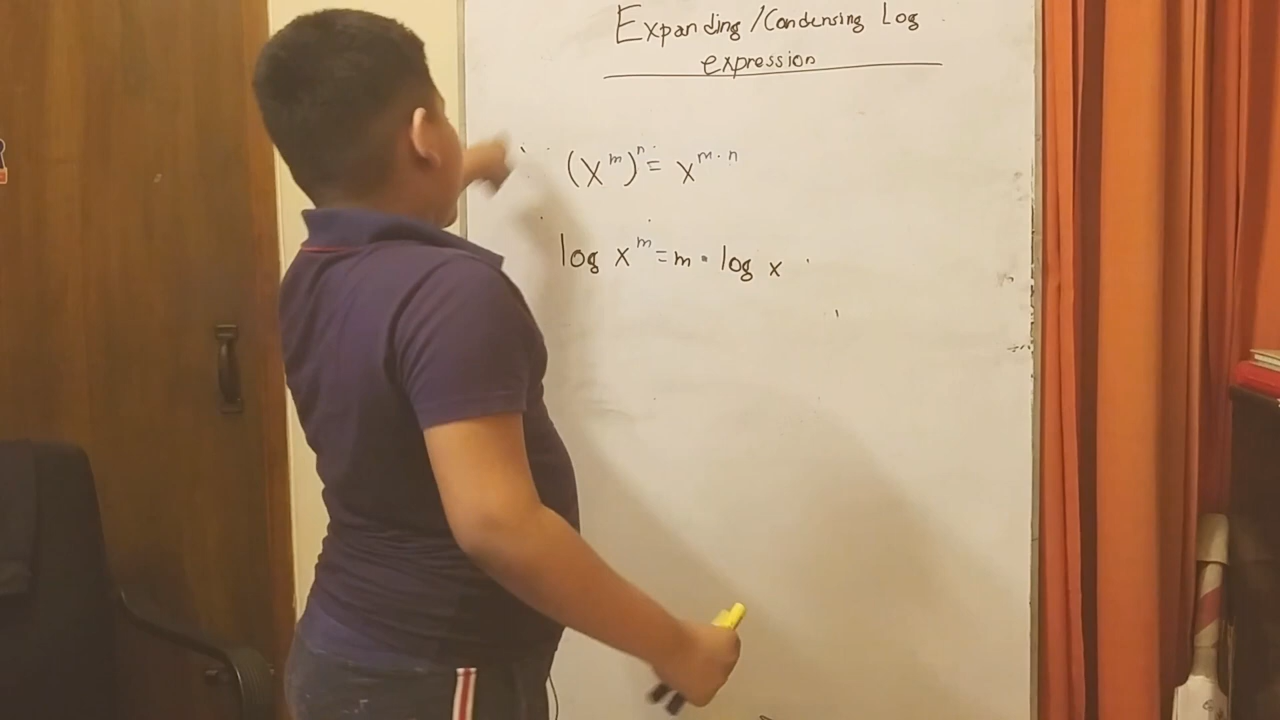 Expanding /Condensing Log
expression
(x^m)^n = x^{m·n}
log x^m = m · log x